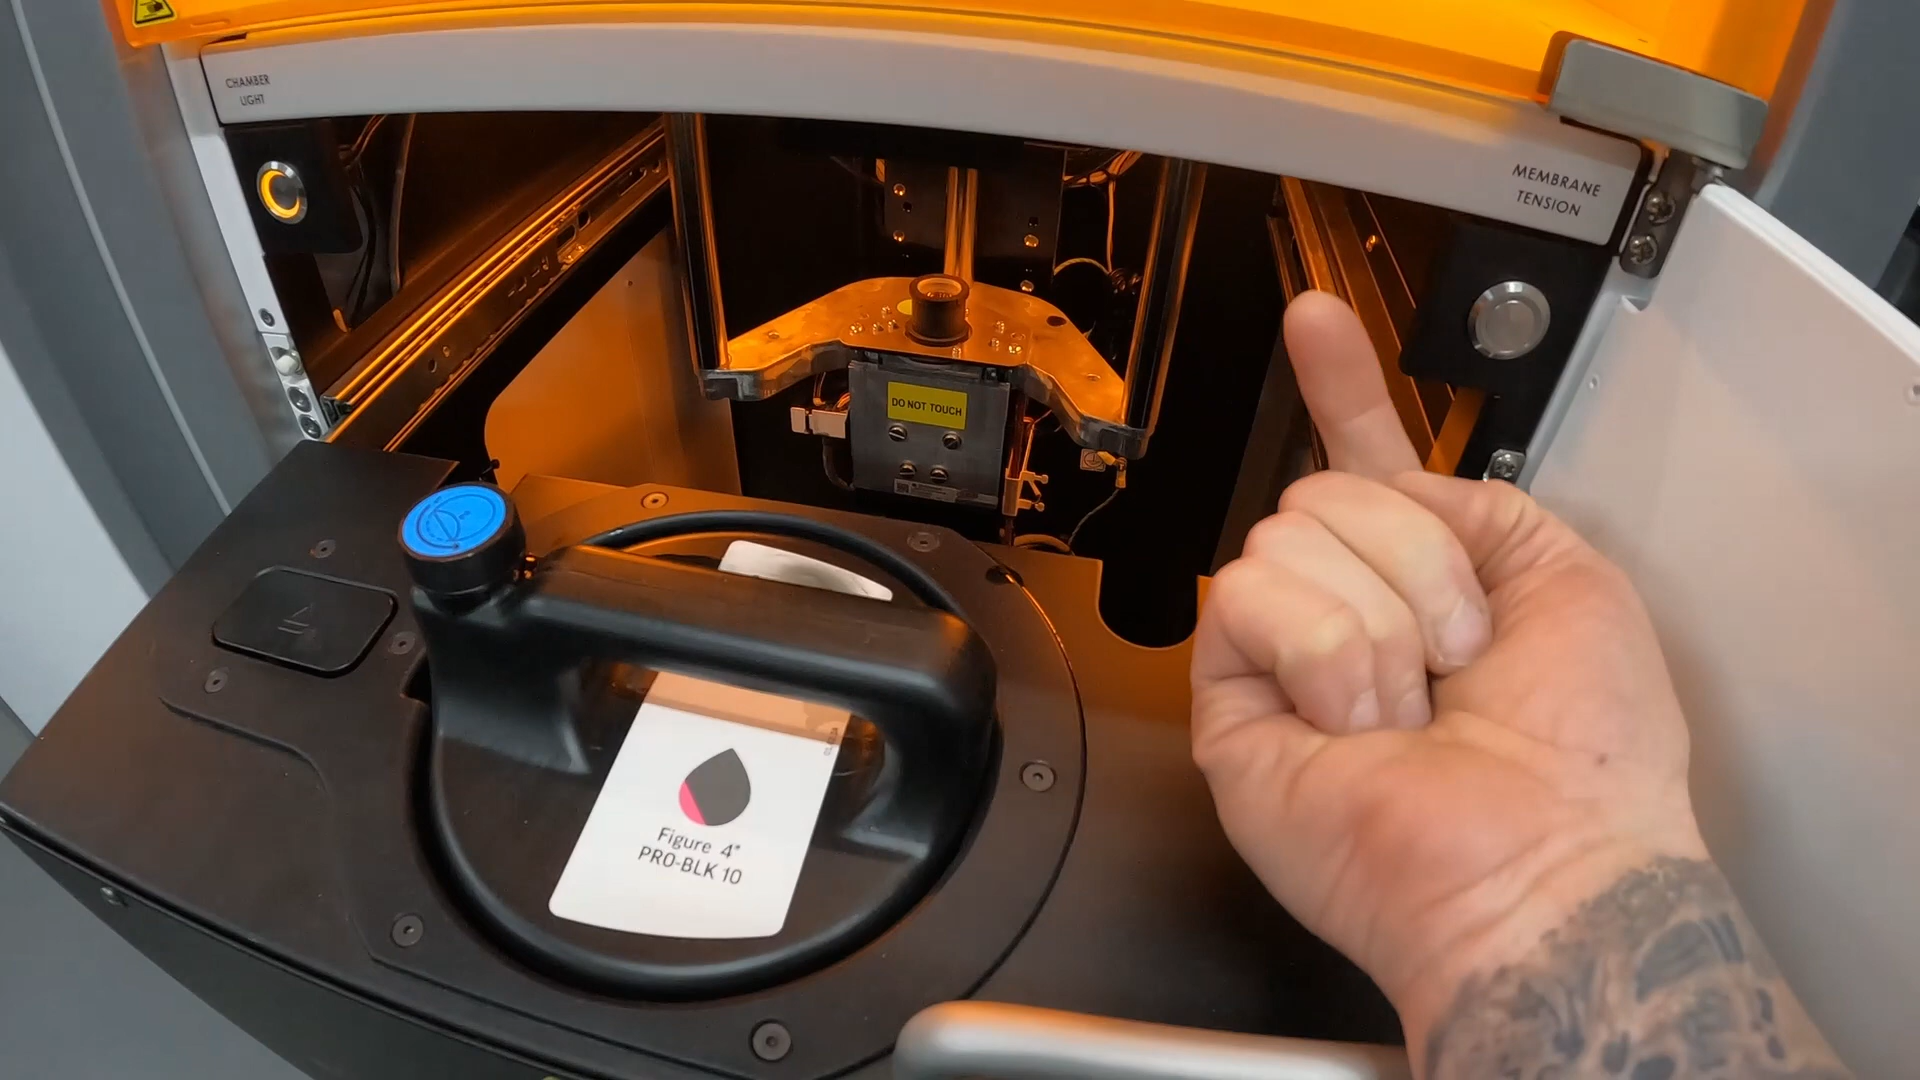 CHAMBER
LIGHT
MEMBRANE
TENSION
DO NOT TOUCH
Figure 4®
PRO-BLK 10